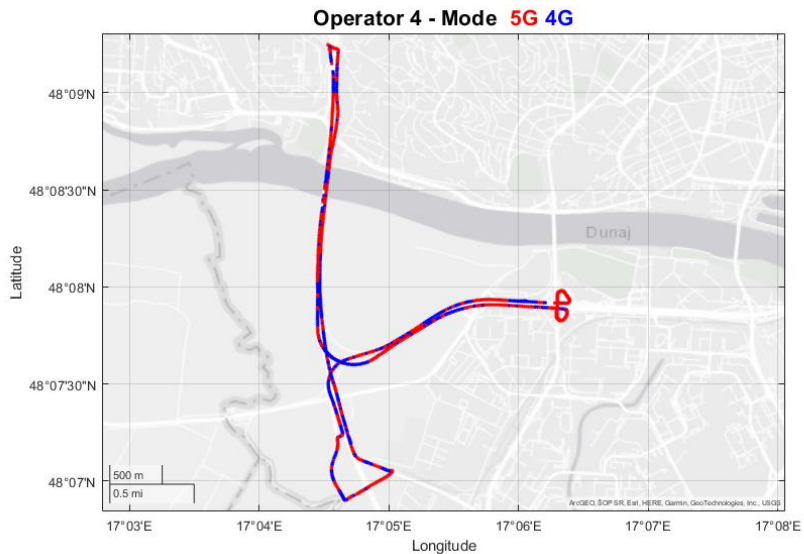 Operator 4 - Mode 5G 4G
48°09'N
48°08'30"N
48°08'N
48°07'30"N
48°07'N
Latitude
Dunaj
500 m
0.5 mi
ArcGEO, SOP SR, Esri, HERE, Garmin, GeoTechnologies, Inc., USGS
17°03'E
17°04'E
17°05'E
17°06'E
17°07'E
17°08'E
Longitude